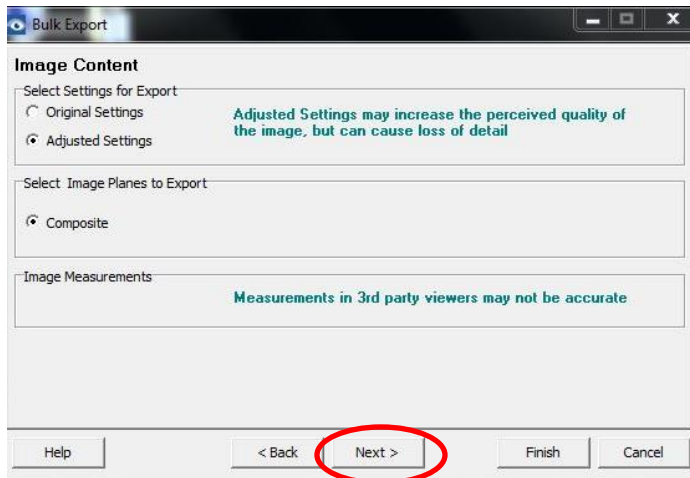 Bulk Export
Image Content
Select Settings for Export
Original Settings
Adjusted Settings
Adjusted Settings may increase the perceived quality of
the image, but can cause loss of detail
Select Image Planes to Export
Composite
Image Measurements
Measurements in 3rd party viewers may not be accurate
Help < Back Next > Finish Cancel